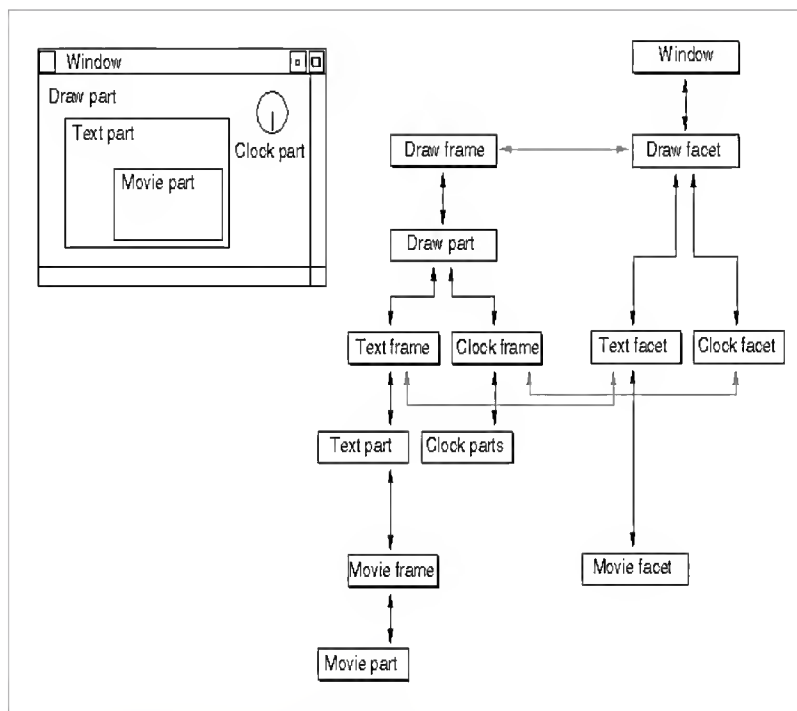 Window
Draw part
Text part
Clock part
Movie part
Window
Draw frame
Draw facet
Draw part
Text frame
Clock frame
Text facet
Clock facet
Text part
Clock parts
Movie frame
Movie facet
Movie part